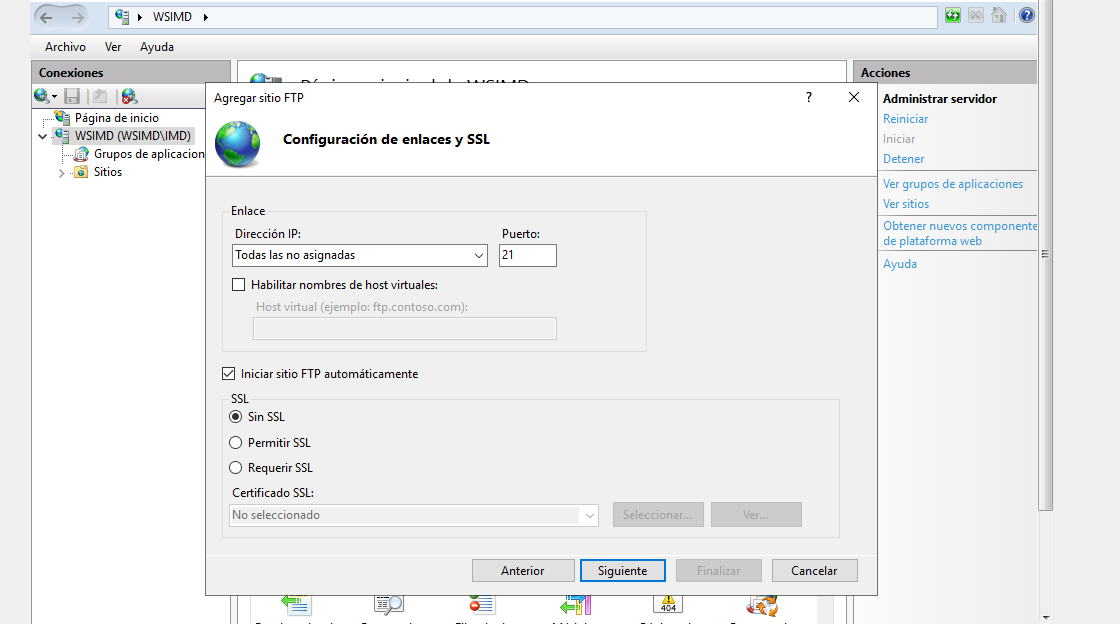 WSIMD
Archivo Ver Ayuda
Conexiones
Página de inicio
WSIMD (WSIMD\IMD)
Grupos de aplicacion
Sitios
Agregar sitio FTP
?
Configuración de enlaces y SSL
Enlace
Dirección IP:
Puerto:
Todas las no asignadas
21
Habilitar nombres de host virtuales:
Host virtual (ejemplo: ftp.contoso.com):
Iniciar sitio FTP automáticamente
SSL
Sin SSL
Permitir SSL
Requerir SSL
Certificado SSL:
No seleccionado
Seleccionar...
Ver...
Anterior
Siguiente
Finalizar
Cancelar
404
Acciones
Administrar servidor
Reiniciar
Iniciar
Detener
Ver grupos de aplicaciones
Ver sitios
Obtener nuevos componente
de plataforma web
Ayuda